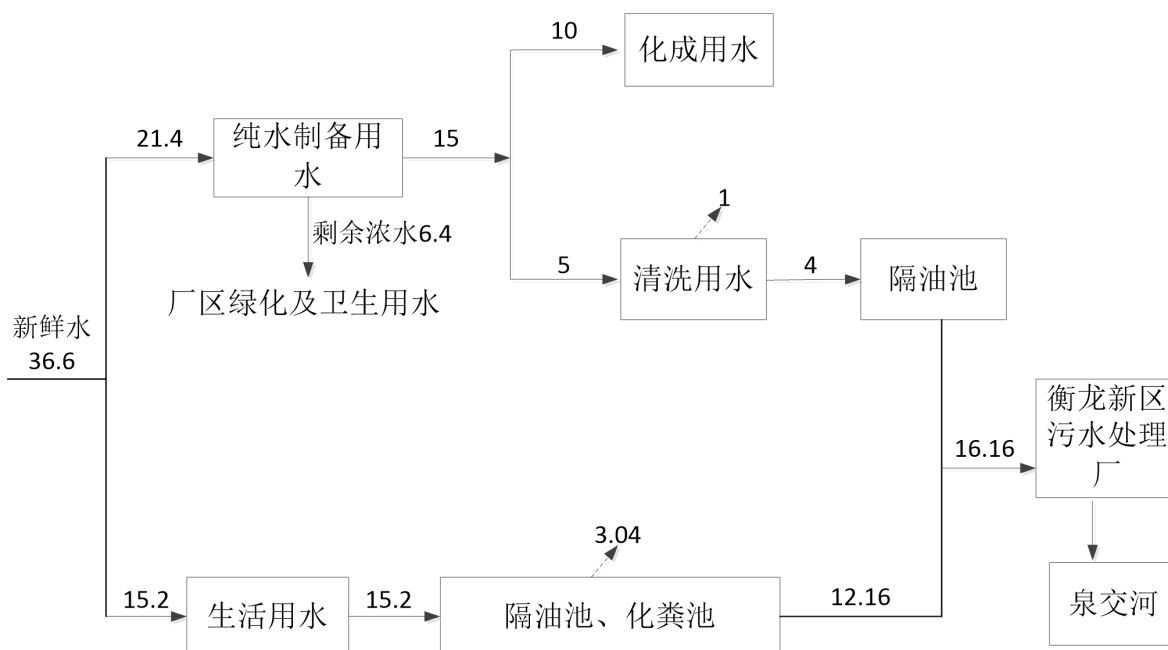 10
化成用水
21.4
纯水制备用
水
15
剩余浓水6.4
厂区绿化及卫生用水
1
5
清洗用水
4
隔油池
新鲜水
36.6
衡龙新区
污水处理
厂
16.16
3.04
15.2
生活用水
15.2
隔油池、化粪池
12.16
泉交河